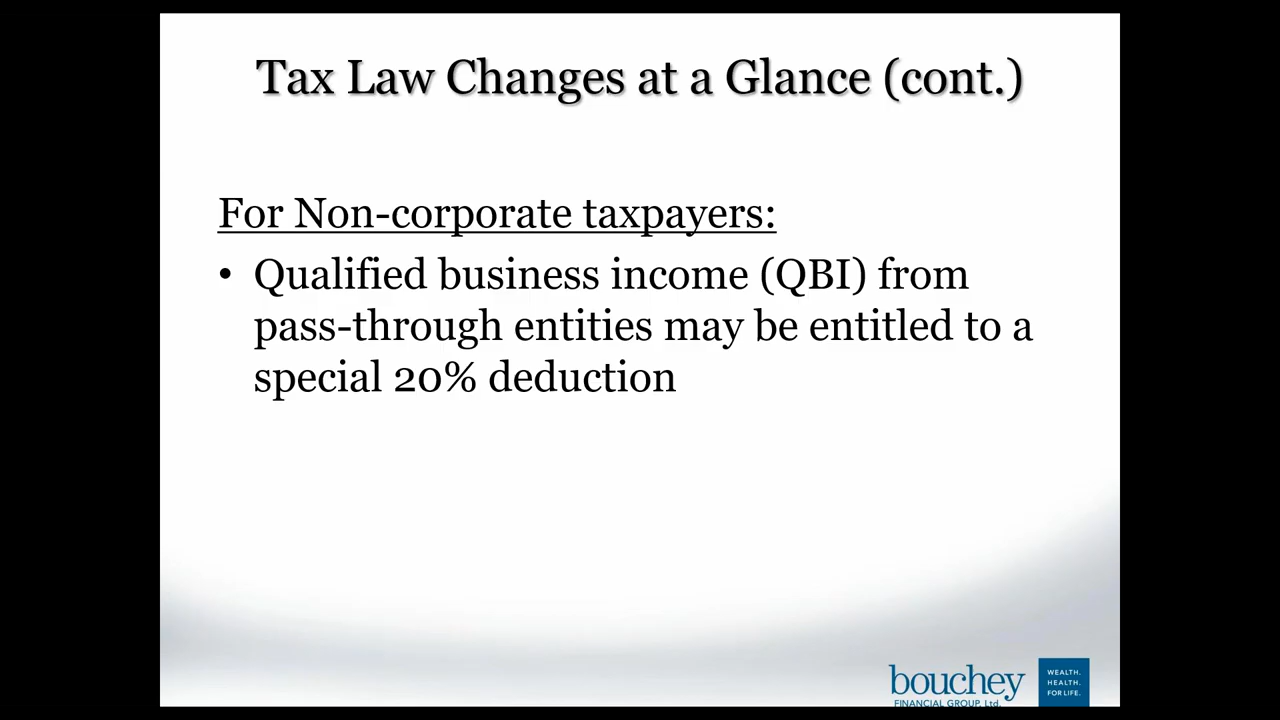 Tax Law Changes at a Glance (cont.)
For Non-corporate taxpayers:
• Qualified business income (QBI) from
pass-through entities may be entitled to a
special 20% deduction
bouchey
FINANCIAL GROUP, Ltd.
WEALTH.
HEALTH.
FOR LIFE.